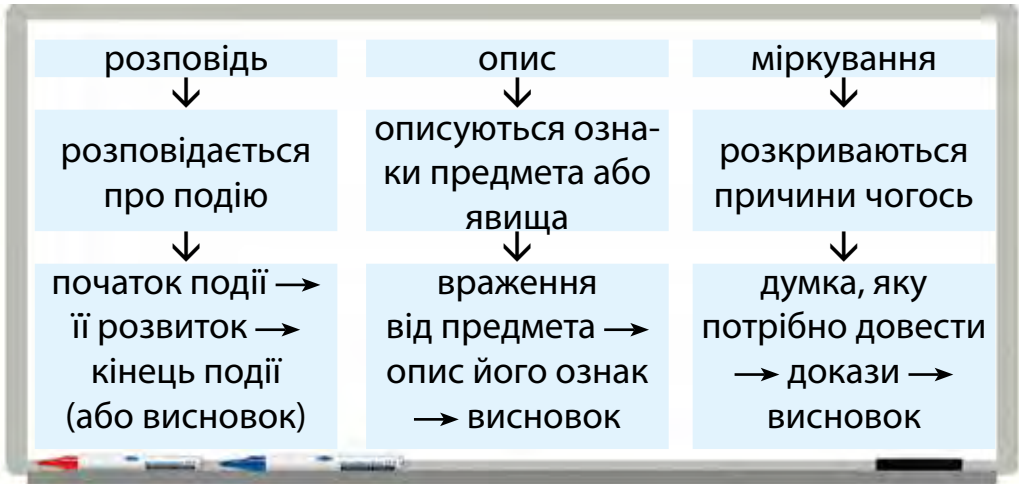 розповідь
розповідається
про подію
початок події →
її розвиток →
кінець події
(або висновок)
опис
описуються озна-
ки предмета або
явища
враження
від предмета →
опис його ознак
→ висновок
міркування
розкриваються
причини чогось
думка, яку
потрібно довести
→ докази →
висновок